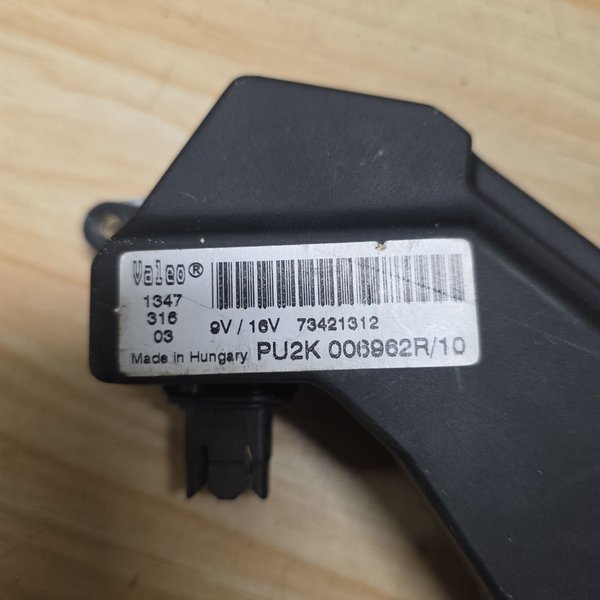 Valeo®
1347
316
03
9V / 16V 73421312
Made in Hungary PU2K 006962R/10